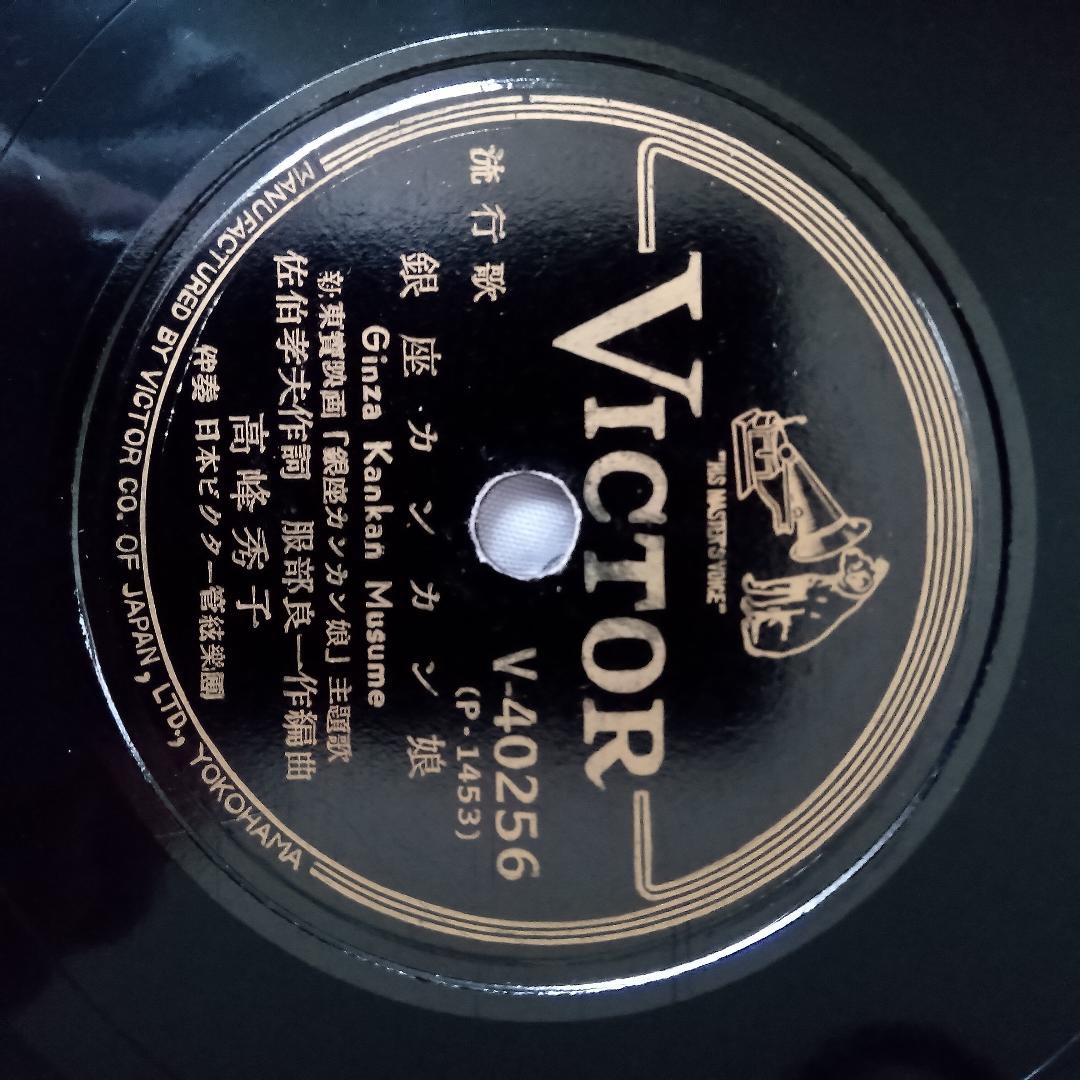 "HIS MASTER'S VOICE"
VICTOR
流行歌
V-40256
(P-1453)
銀座カンカン娘
Ginza Kankan Musume
新東寶映画「銀座カンカン娘」主題歌
佐伯孝夫作詞 服部良一作編曲
高峰秀子
伴奏 日本ビクター管絃樂團
MANUFACTURED BY VICTOR CO. OF JAPAN, LTD., YOKOHAMA